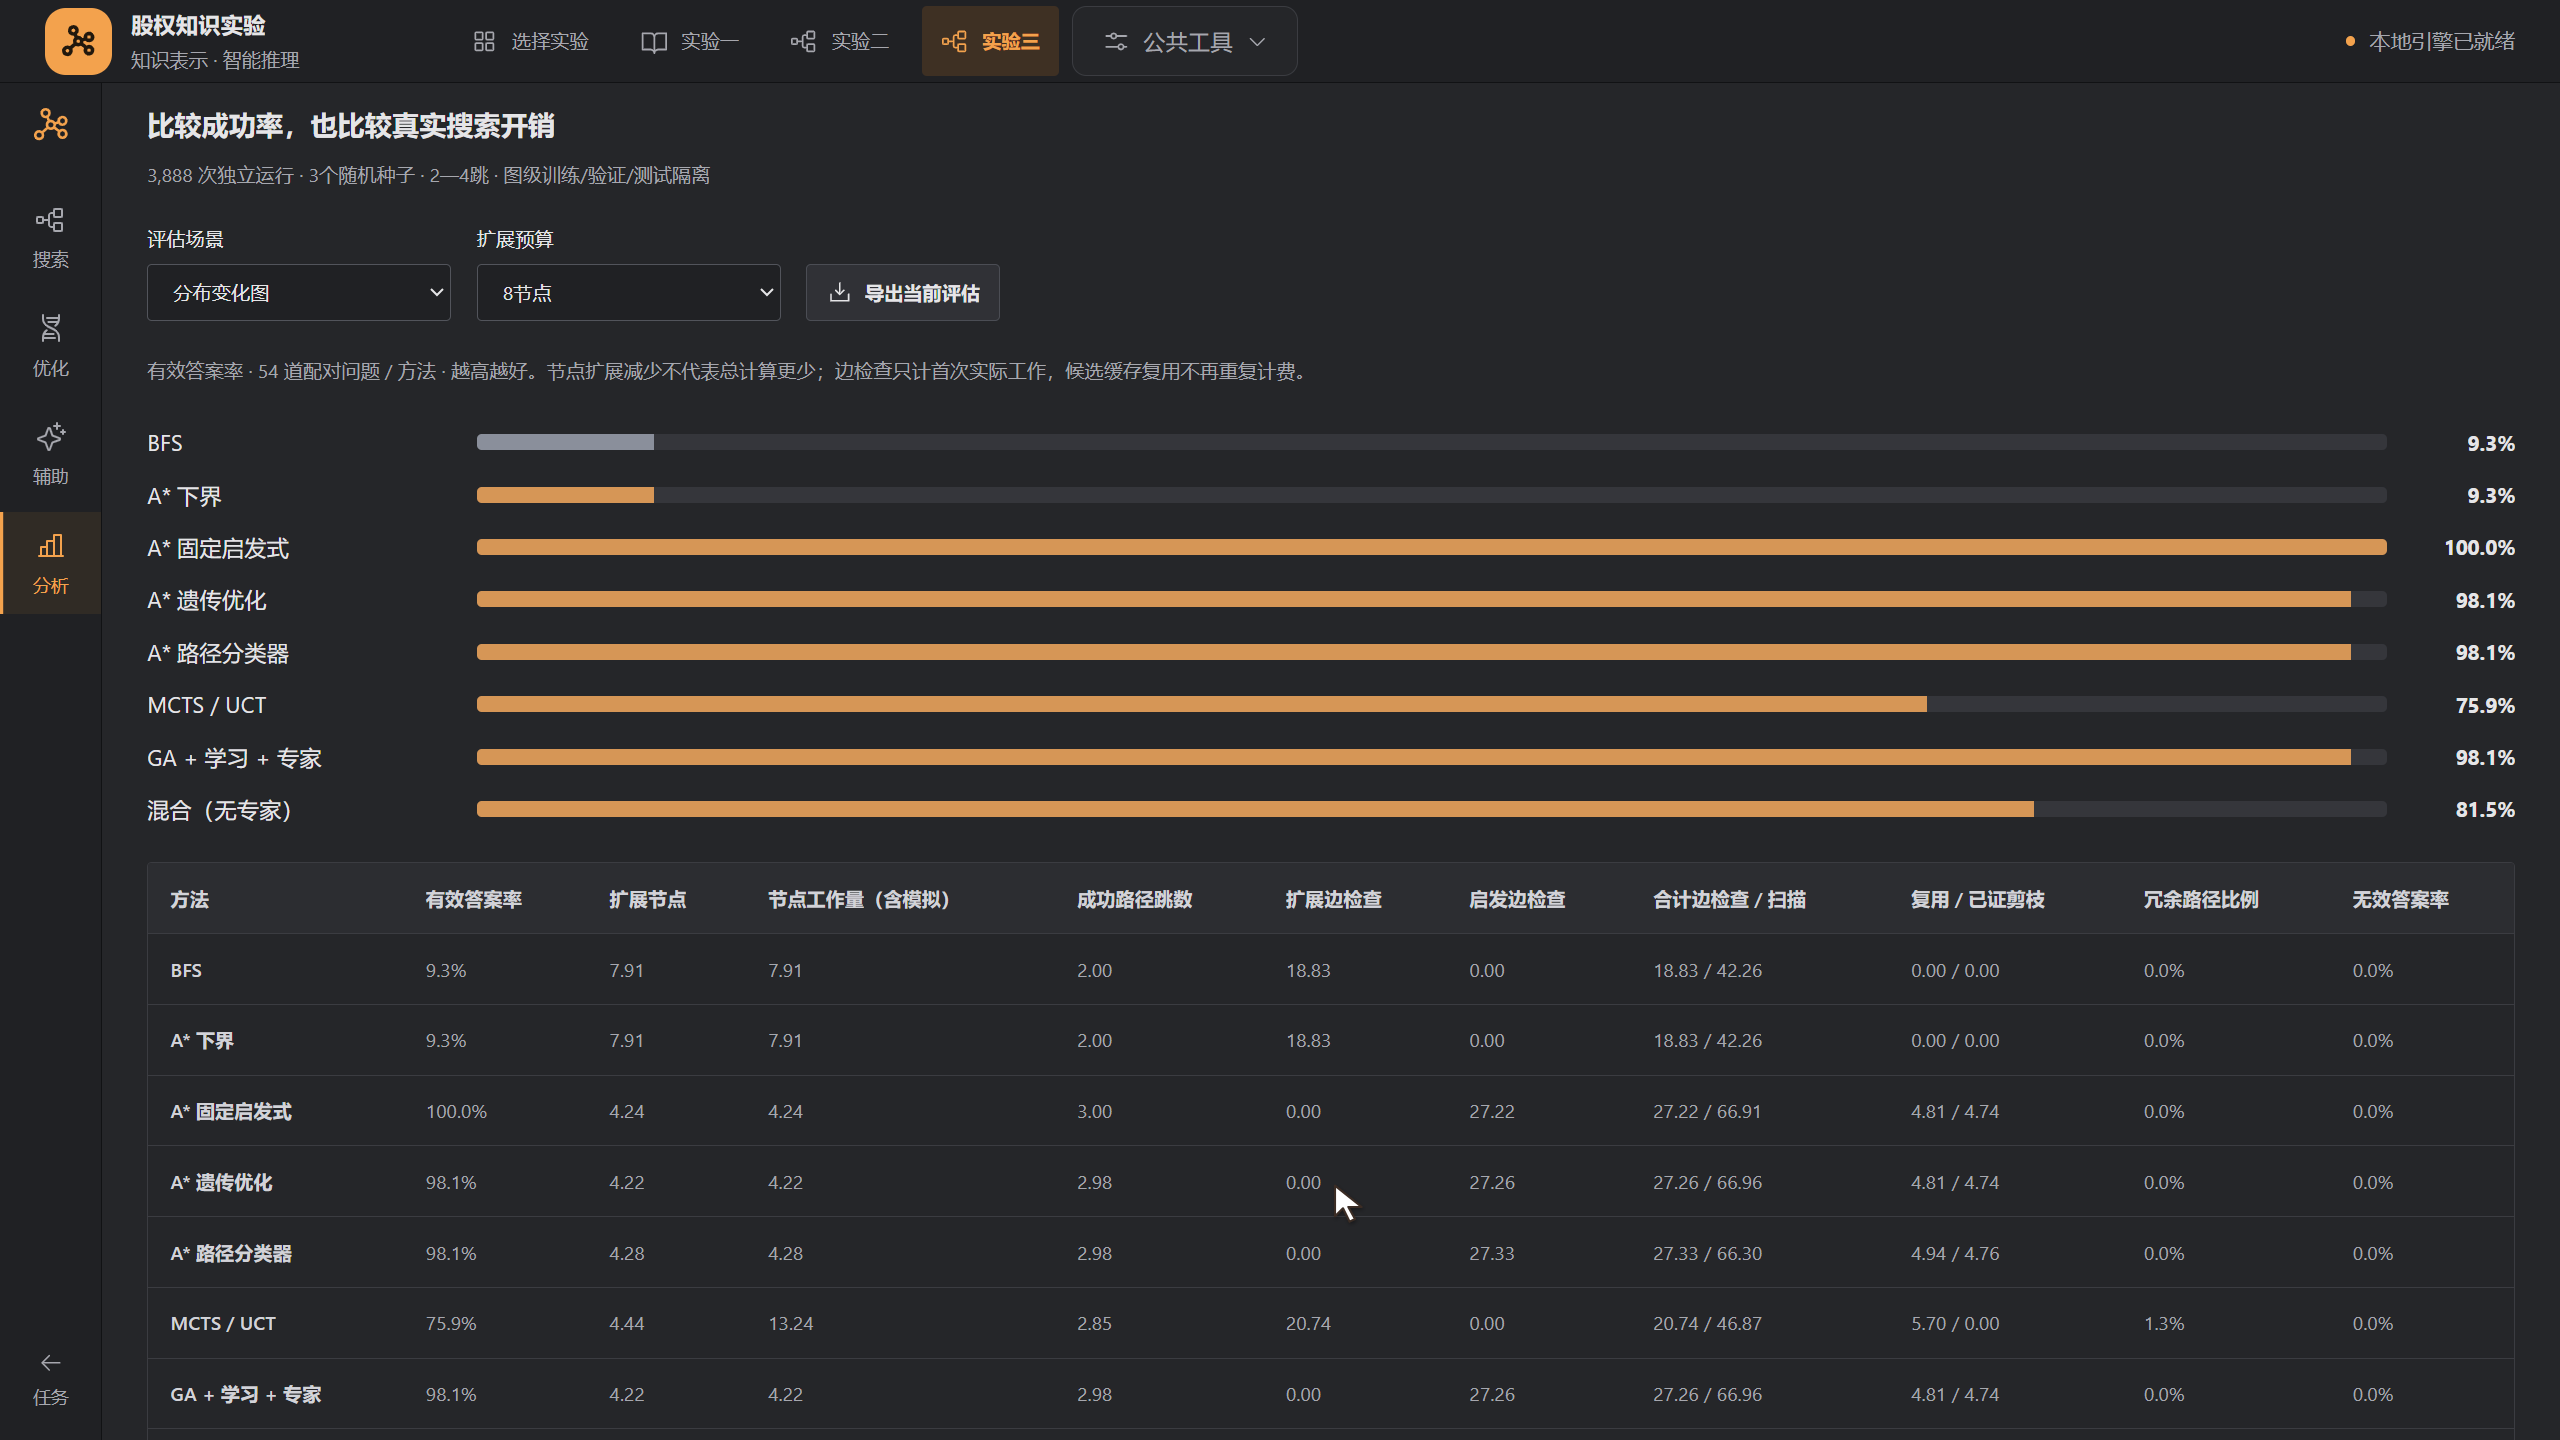 股权知识实验
知识表示 · 智能推理
选择实验
实验一
实验二
实验三
公共工具
本地引擎已就绪
搜索
优化
辅助
分析
任务
比较成功率，也比较真实搜索开销
3,888 次独立运行 · 3个随机种子 · 2—4跳 · 图级训练/验证/测试隔离
评估场景
扩展预算
分布变化图
8节点
导出当前评估
有效答案率 · 54 道配对问题 / 方法 · 越高越好。节点扩展减少不代表总计算更少；边检查只计首次实际工作，候选缓存复用不再重复计费。
BFS 9.3%
A* 下界 9.3%
A* 固定启发式 100.0%
A* 遗传优化 98.1%
A* 路径分类器 98.1%
MCTS / UCT 75.9%
GA + 学习 + 专家 98.1%
混合（无专家） 81.5%
方法 有效答案率 扩展节点 节点工作量（含模拟） 成功路径跳数 扩展边检查 启发边检查 合计边检查 / 扫描 复用 / 已证剪枝 冗余路径比例 无效答案率
BFS 9.3% 7.91 7.91 2.00 18.83 0.00 18.83 / 42.26 0.00 / 0.00 0.0% 0.0%
A* 下界 9.3% 7.91 7.91 2.00 18.83 0.00 18.83 / 42.26 0.00 / 0.00 0.0% 0.0%
A* 固定启发式 100.0% 4.24 4.24 3.00 0.00 27.22 27.22 / 66.91 4.81 / 4.74 0.0% 0.0%
A* 遗传优化 98.1% 4.22 4.22 2.98 0.00 27.26 27.26 / 66.96 4.81 / 4.74 0.0% 0.0%
A* 路径分类器 98.1% 4.28 4.28 2.98 0.00 27.33 27.33 / 66.30 4.94 / 4.76 0.0% 0.0%
MCTS / UCT 75.9% 4.44 13.24 2.85 20.74 0.00 20.74 / 46.87 5.70 / 0.00 1.3% 0.0%
GA + 学习 + 专家 98.1% 4.22 4.22 2.98 0.00 27.26 27.26 / 66.96 4.81 / 4.74 0.0% 0.0%